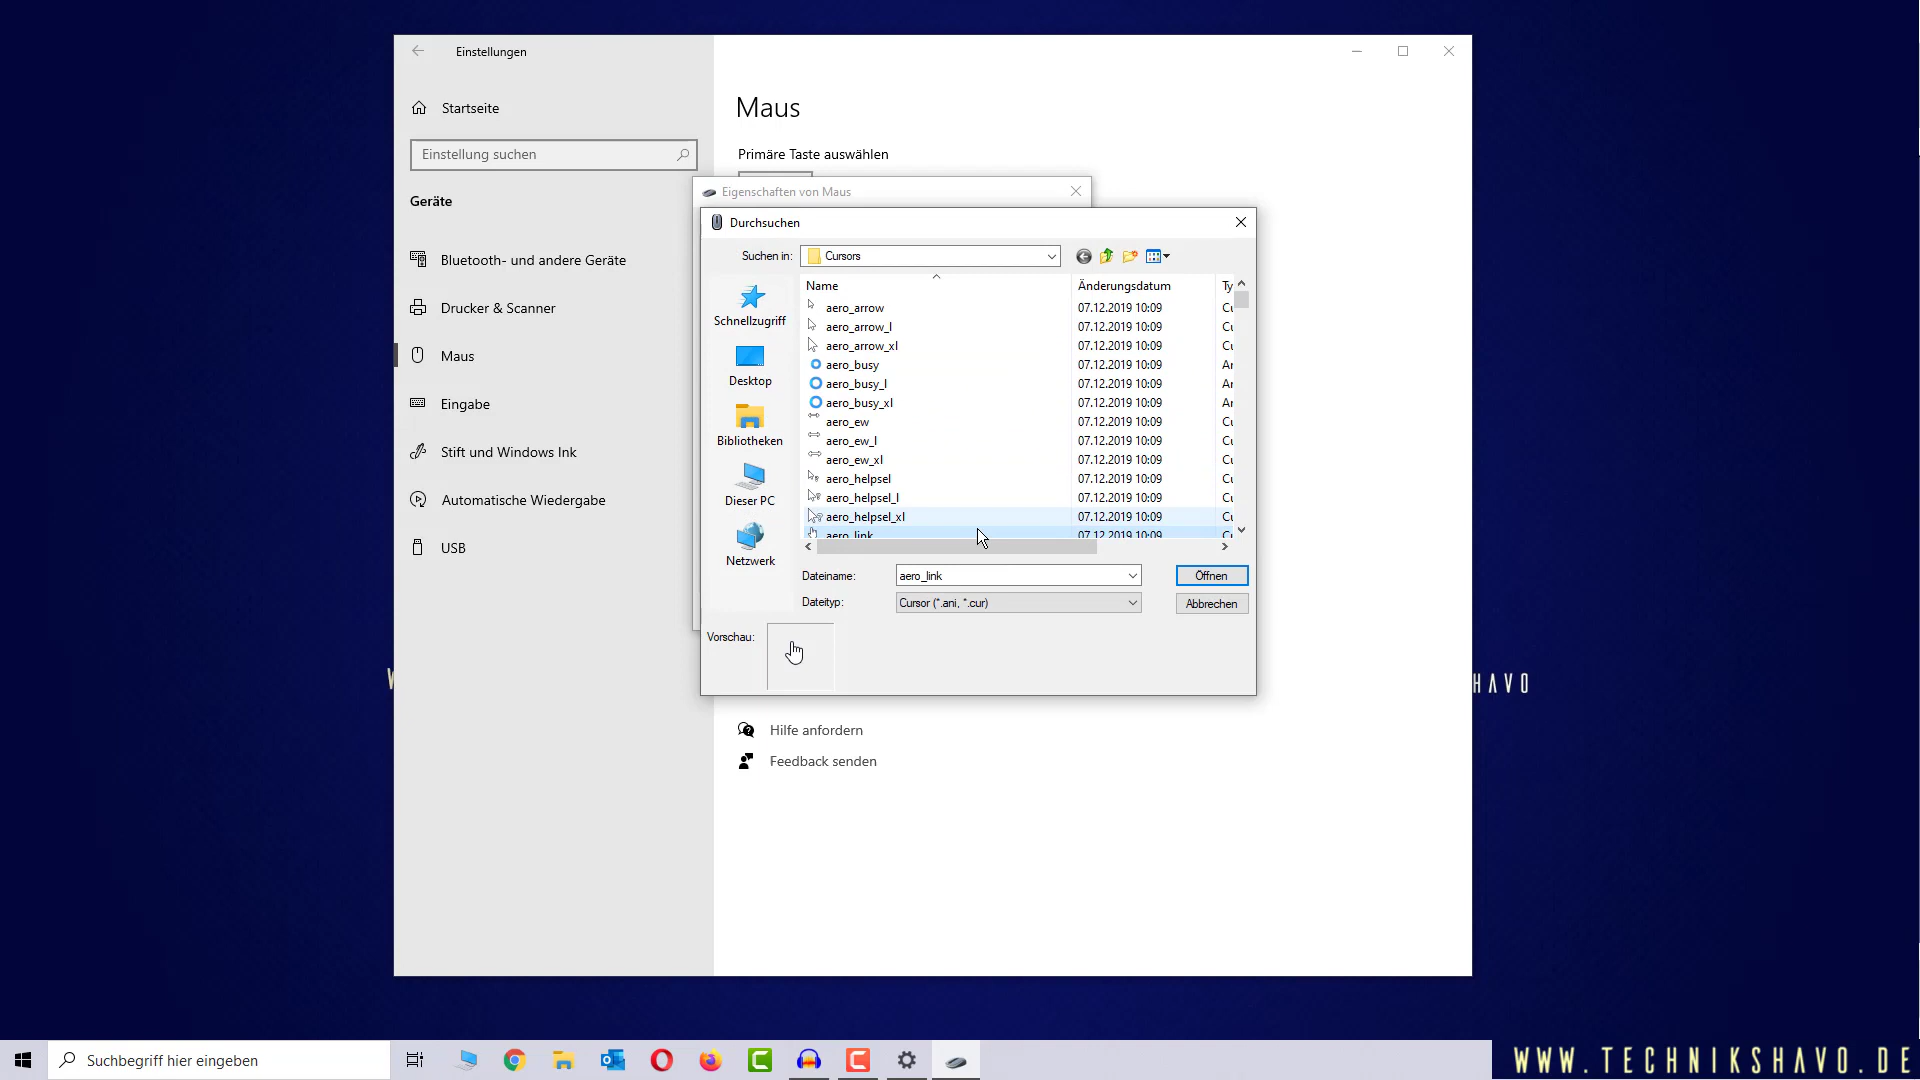 Einstellungen
Startseite
Einstellung suchen
Geräte
Bluetooth- und andere Geräte
Drucker & Scanner
Maus
Eingabe
Stift und Windows Ink
Automatische Wiedergabe
USB
Maus
Primäre Taste auswählen
Eigenschaften von Maus
Durchsuchen
Suchen in: Cursors
Schnellzugriff
Desktop
Bibliotheken
Dieser PC
Netzwerk
Name Änderungsdatum Ty
aero_arrow 07.12.2019 10:09 Cu
aero_arrow_l 07.12.2019 10:09 Cu
aero_arrow_xl 07.12.2019 10:09 Cu
aero_busy 07.12.2019 10:09 An
aero_busy_l 07.12.2019 10:09 An
aero_busy_xl 07.12.2019 10:09 An
aero_ew 07.12.2019 10:09 Cu
aero_ew_l 07.12.2019 10:09 Cu
aero_ew_xl 07.12.2019 10:09 Cu
aero_helpsel 07.12.2019 10:09 Cu
aero_helpsel_l 07.12.2019 10:09 Cu
aero_helpsel_xl 07.12.2019 10:09 Cu
aero_link 07.12.2019 10:09 Cu
Dateiname: aero_link Öffnen
Dateityp: Cursor (*.ani, *.cur) Abbrechen
Vorschau:
HAVO
Hilfe anfordern
Feedback senden
Suchbegriff hier eingeben
WWW.TECHNIKSHAVO.DE